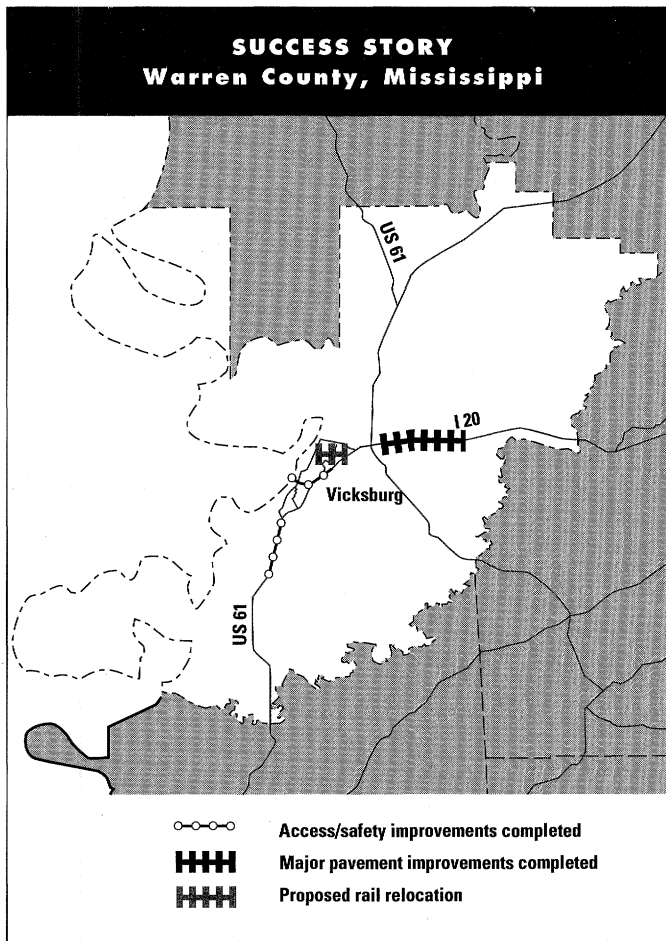 SUCCESS STORY
Warren County, Mississippi
US 61
I 20
Vicksburg
US 61
Access/safety improvements completed
Major pavement improvements completed
Proposed rail relocation